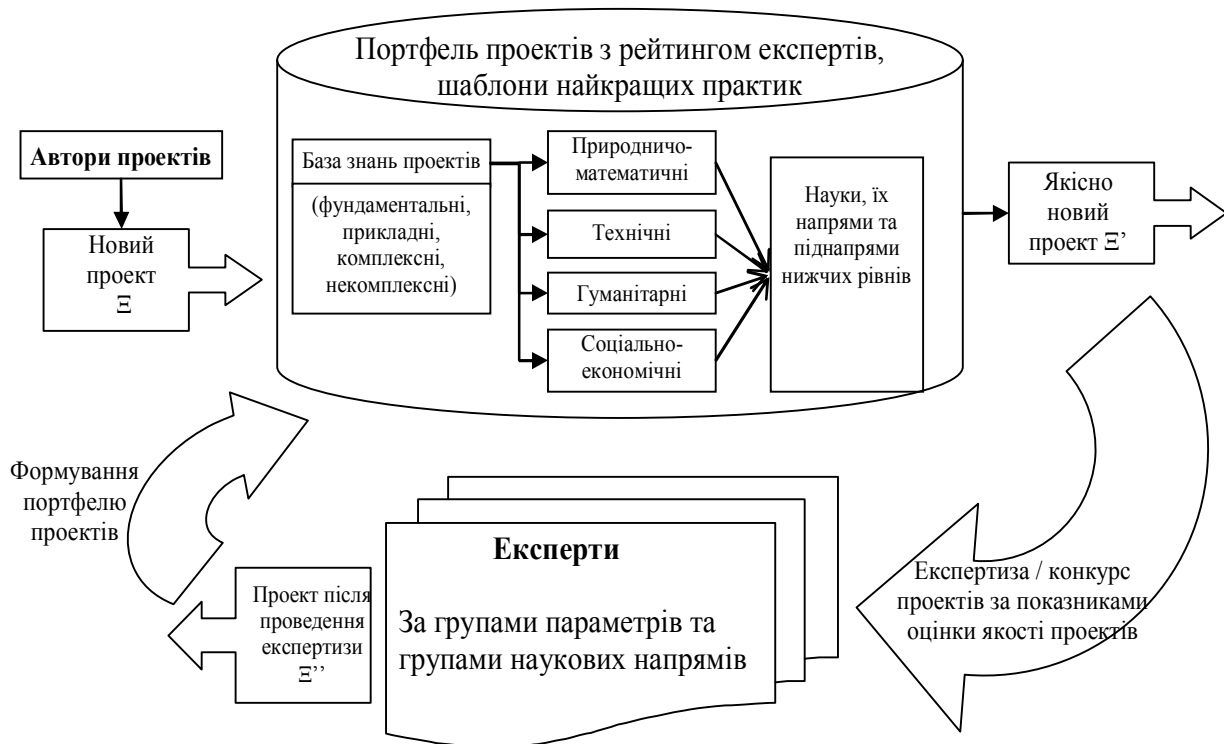 Портфель проектів з рейтингом експертів,
шаблони найкращих практик
Автори проектів
Новий
проект
Ξ
База знань проектів
(фундаментальні,
прикладні,
комплексні,
некомплексні)
Природничо-
математичні
Технічні
Гуманітарні
Соціально-
економічні
Науки, їх
напрями та
піднапрями
нижчих рівнів
Якісно
новий
проект Ξ’
Формування
портфелю
проектів
Проект після
проведення
експертизи
Ξ’’
Експерти
За групами параметрів та
групами наукових напрямів
Експертиза / конкурс
проектів за показниками
оцінки якості проектів